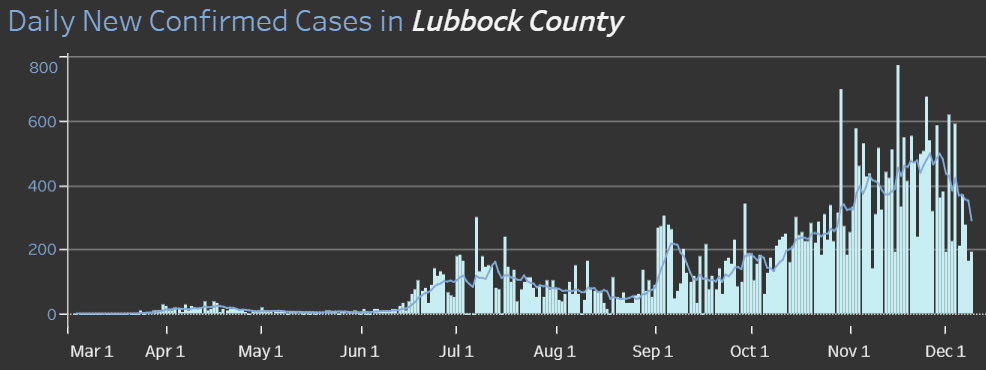 Daily New Confirmed Cases in Lubbock County
800
600
400
200
0
Mar 1 Apr 1 May 1 Jun 1 Jul 1 Aug 1 Sep 1 Oct 1 Nov 1 Dec 1